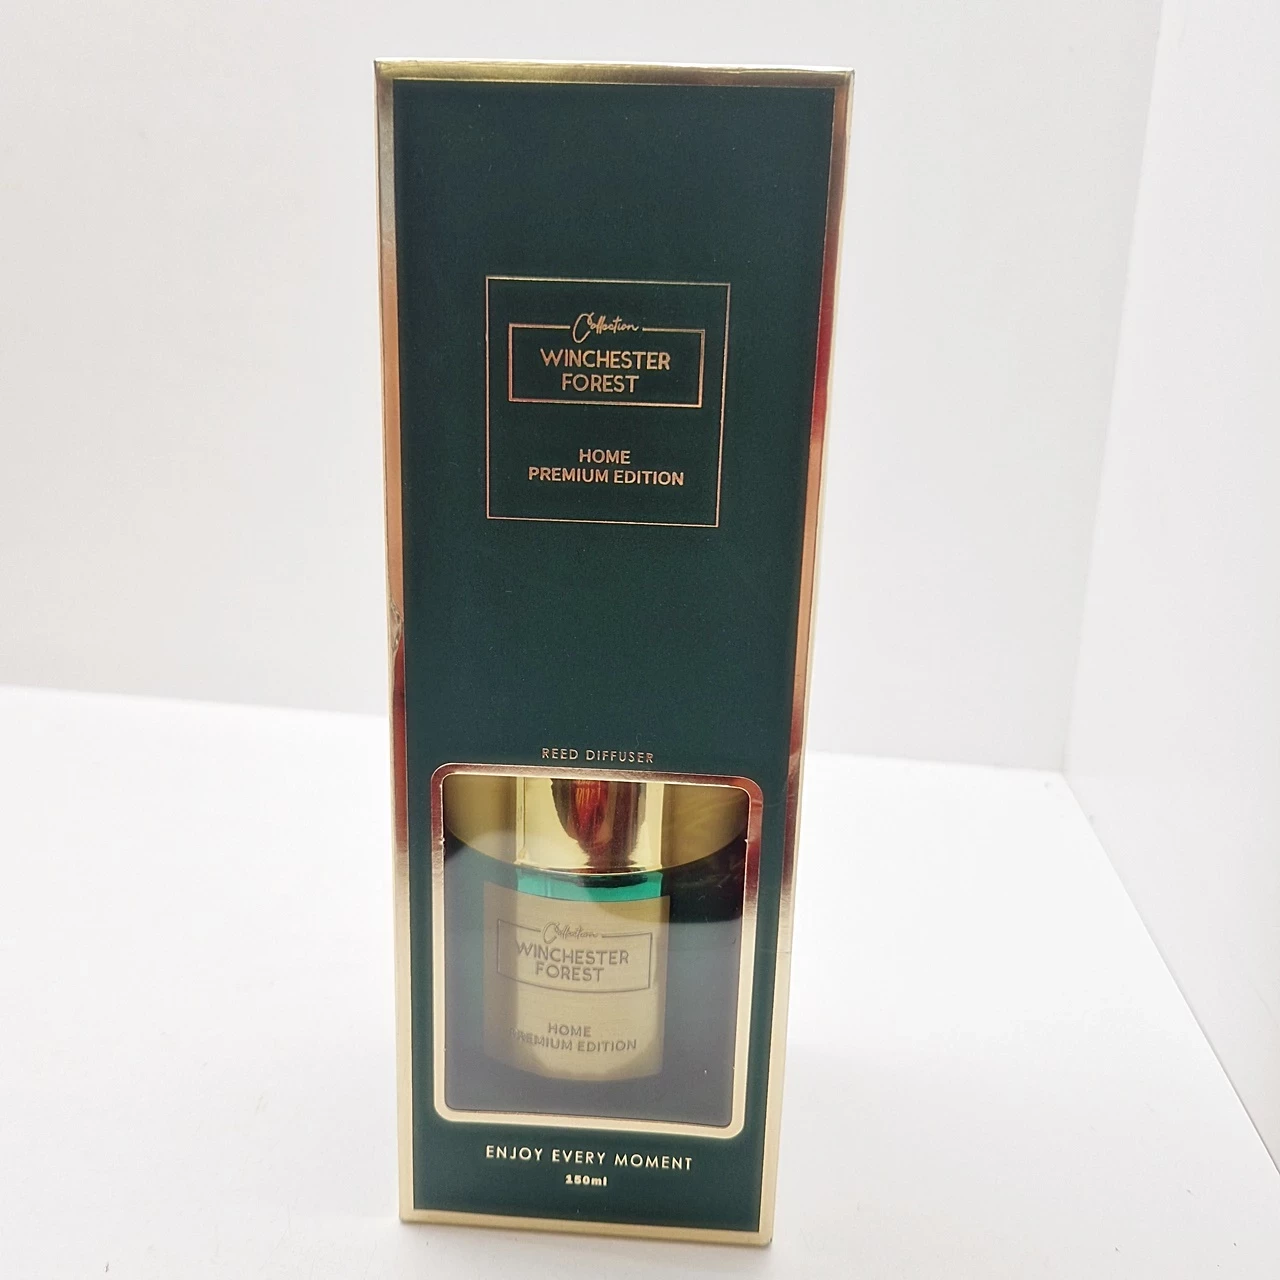 Collection
WINCHESTER
FOREST
HOME
PREMIUM EDITION
REED DIFFUSER
Collection
WINCHESTER
FOREST
HOME
PREMIUM EDITION
ENJOY EVERY MOMENT
150ml